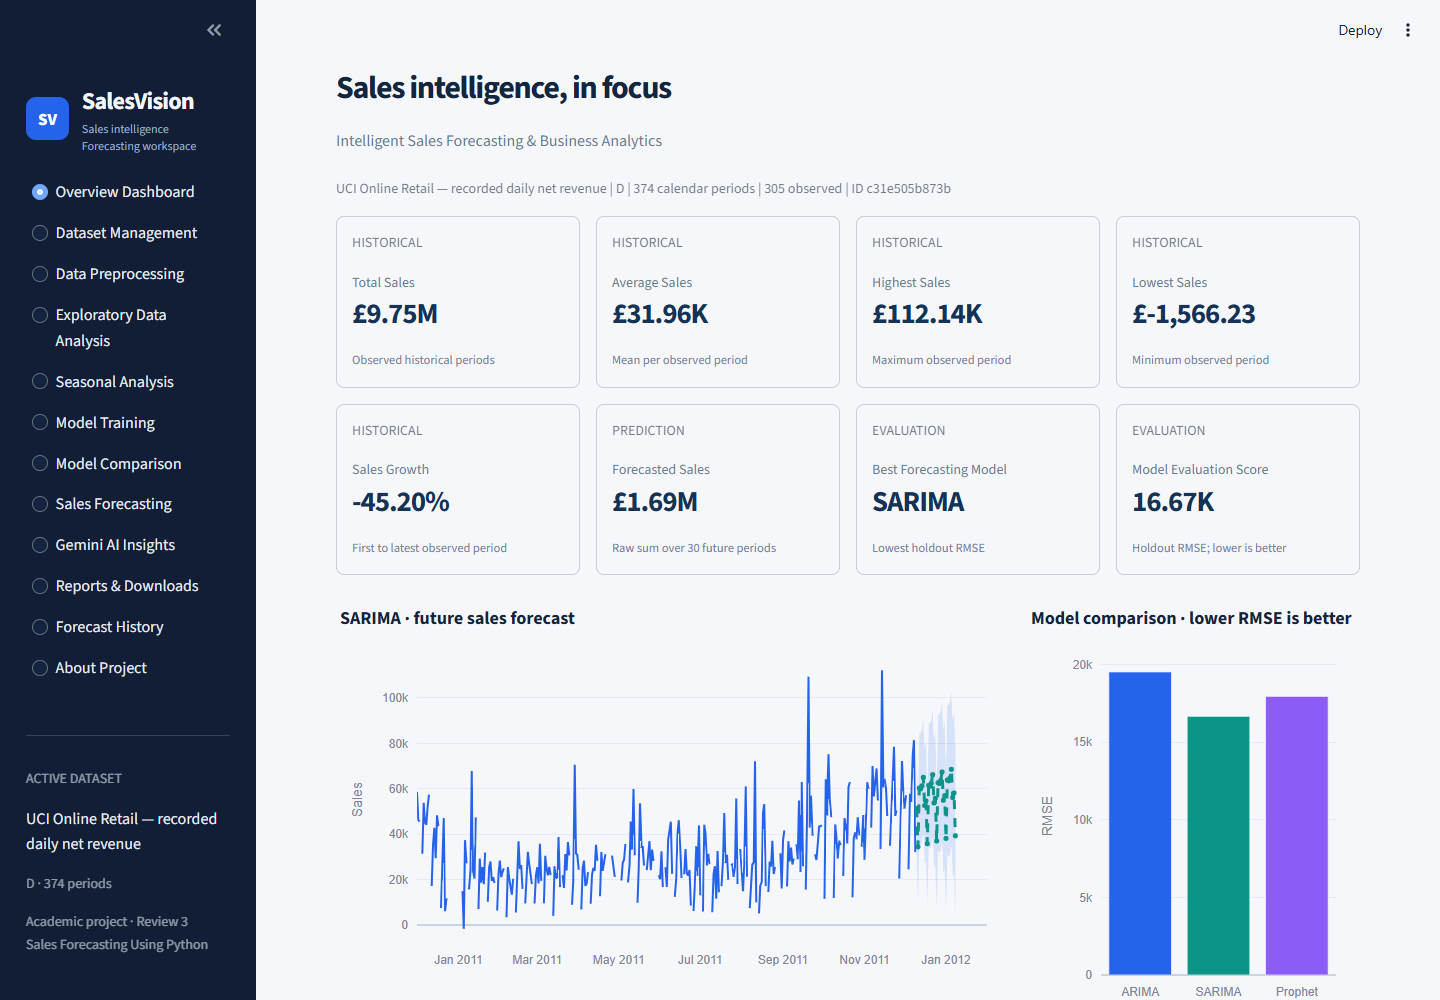 Deploy
SV
SalesVision
Sales intelligence
Forecasting workspace
Overview Dashboard
Dataset Management
Data Preprocessing
Exploratory Data
Analysis
Seasonal Analysis
Model Training
Model Comparison
Sales Forecasting
Gemini AI Insights
Reports & Downloads
Forecast History
About Project
ACTIVE DATASET
UCI Online Retail — recorded
daily net revenue
D · 374 periods
Academic project · Review 3
Sales Forecasting Using Python
Sales intelligence, in focus
Intelligent Sales Forecasting & Business Analytics
UCI Online Retail — recorded daily net revenue | D | 374 calendar periods | 305 observed | ID c31e505b873b
HISTORICAL
Total Sales
£9.75M
Observed historical periods
HISTORICAL
Average Sales
£31.96K
Mean per observed period
HISTORICAL
Highest Sales
£112.14K
Maximum observed period
HISTORICAL
Lowest Sales
£-1,566.23
Minimum observed period
HISTORICAL
Sales Growth
-45.20%
First to latest observed period
PREDICTION
Forecasted Sales
£1.69M
Raw sum over 30 future periods
EVALUATION
Best Forecasting Model
SARIMA
Lowest holdout RMSE
EVALUATION
Model Evaluation Score
16.67K
Holdout RMSE; lower is better
SARIMA · future sales forecast
Sales
100k
80k
60k
40k
20k
0
Jan 2011 Mar 2011 May 2011 Jul 2011 Sep 2011 Nov 2011 Jan 2012
Model comparison · lower RMSE is better
RMSE
20k
15k
10k
5k
0
ARIMA SARIMA Prophet